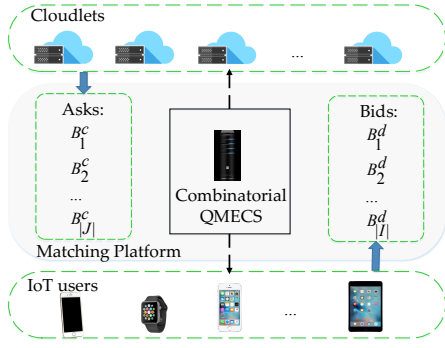 Cloudlets
...
Asks:
B^c_1
B^c_2
...
B^c_|J|
Combinatorial
QMECS
Bids:
B^d_1
B^d_2
...
B^d_|I|
Matching Platform
IoT users
...